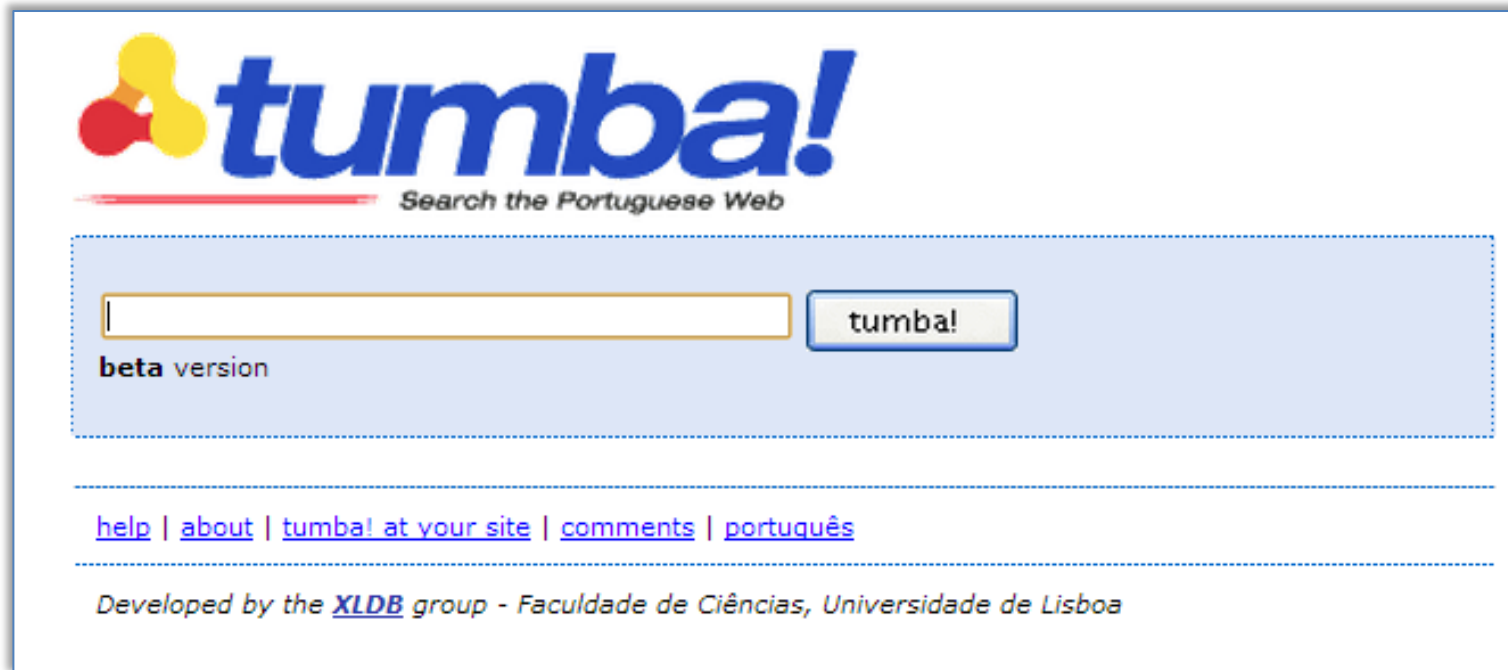 tumba!
Search the Portuguese Web
tumba!
beta version
help | about | tumba! at your site | comments | português
Developed by the XLDB group - Faculdade de Ciências, Universidade de Lisboa